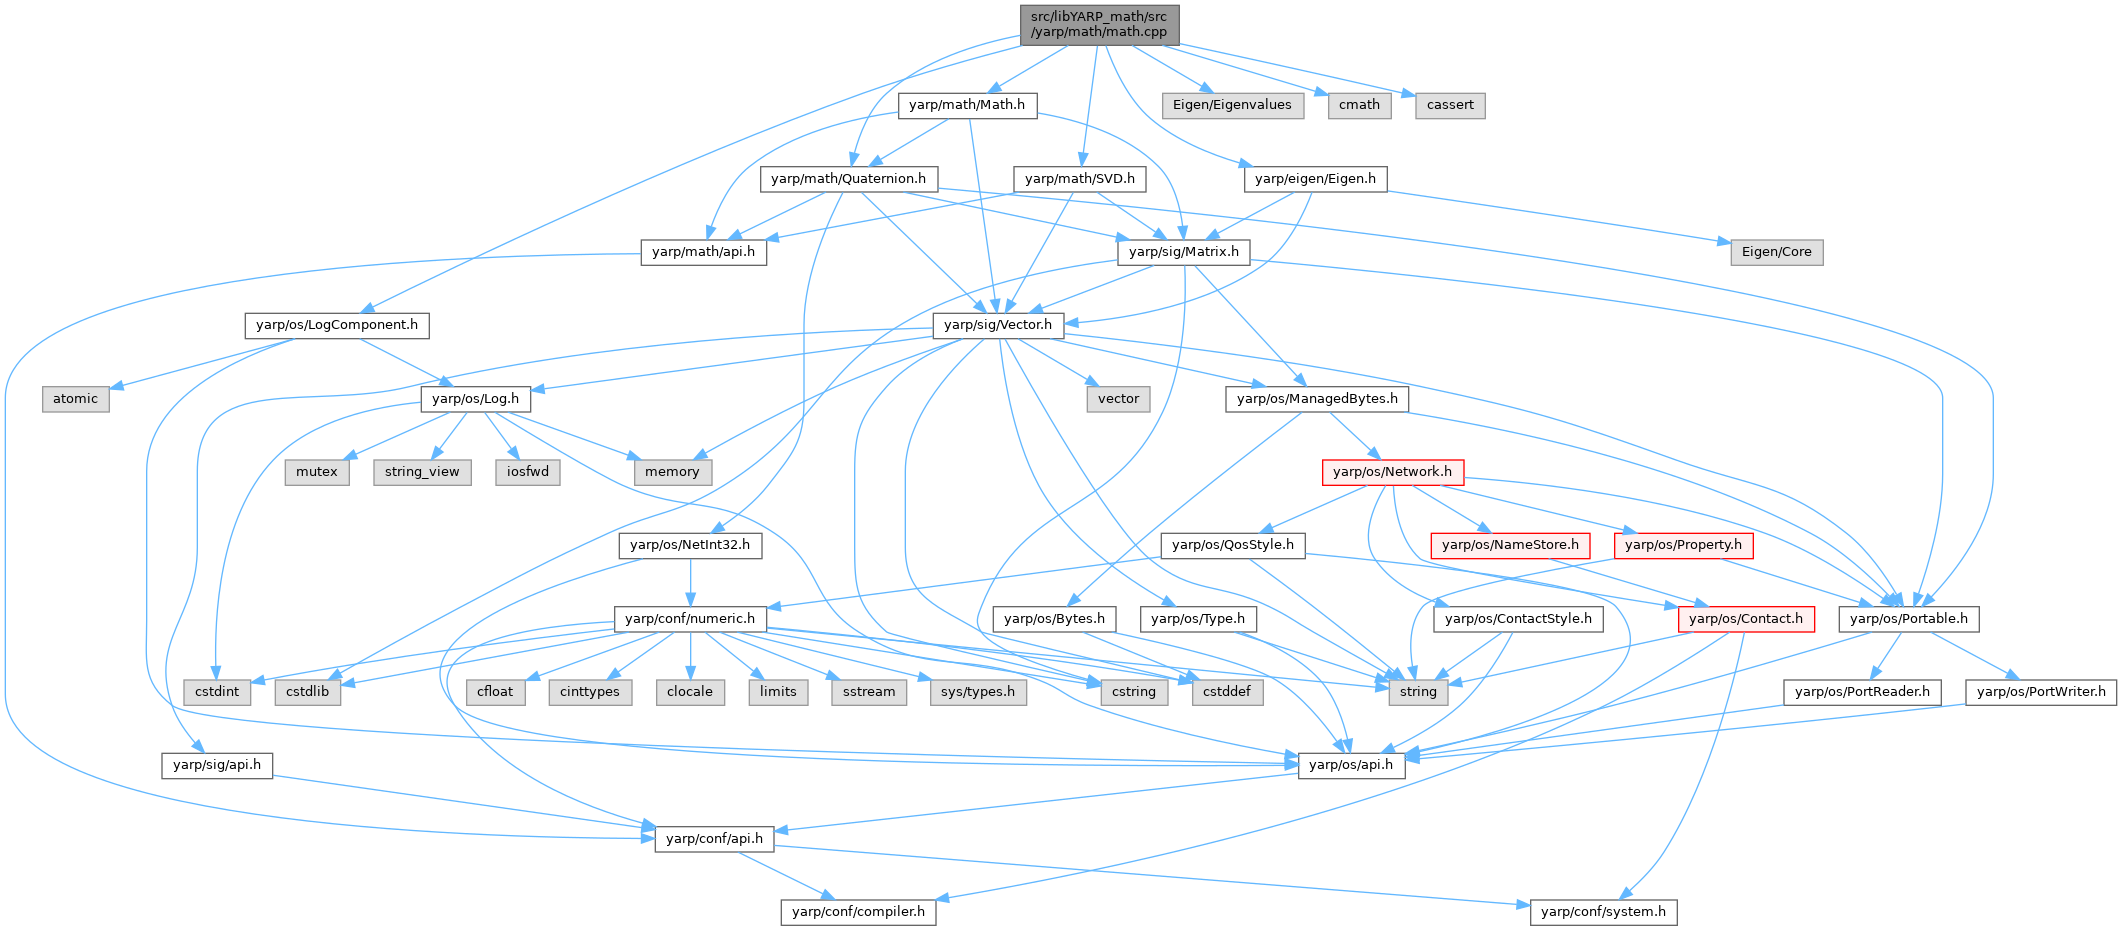 src/libYARP_math/src
/yarp/math/math.cpp
yarp/math/Math.h
Eigen/Eigenvalues
cmath
cassert
yarp/math/Quaternion.h
yarp/math/SVD.h
yarp/eigen/Eigen.h
yarp/math/api.h
yarp/sig/Matrix.h
Eigen/Core
yarp/os/LogComponent.h
yarp/sig/Vector.h
atomic
yarp/os/Log.h
vector
yarp/os/ManagedBytes.h
mutex
string_view
iosfwd
memory
yarp/os/Network.h
yarp/os/NetInt32.h
yarp/os/QosStyle.h
yarp/os/NameStore.h
yarp/os/Property.h
yarp/conf/numeric.h
yarp/os/Bytes.h
yarp/os/Type.h
yarp/os/ContactStyle.h
yarp/os/Contact.h
yarp/os/Portable.h
cstdint
cstdlib
cfloat
cinttypes
clocale
limits
sstream
sys/types.h
cstring
cstddef
string
yarp/os/PortReader.h
yarp/os/PortWriter.h
yarp/sig/api.h
yarp/os/api.h
yarp/conf/api.h
yarp/conf/compiler.h
yarp/conf/system.h